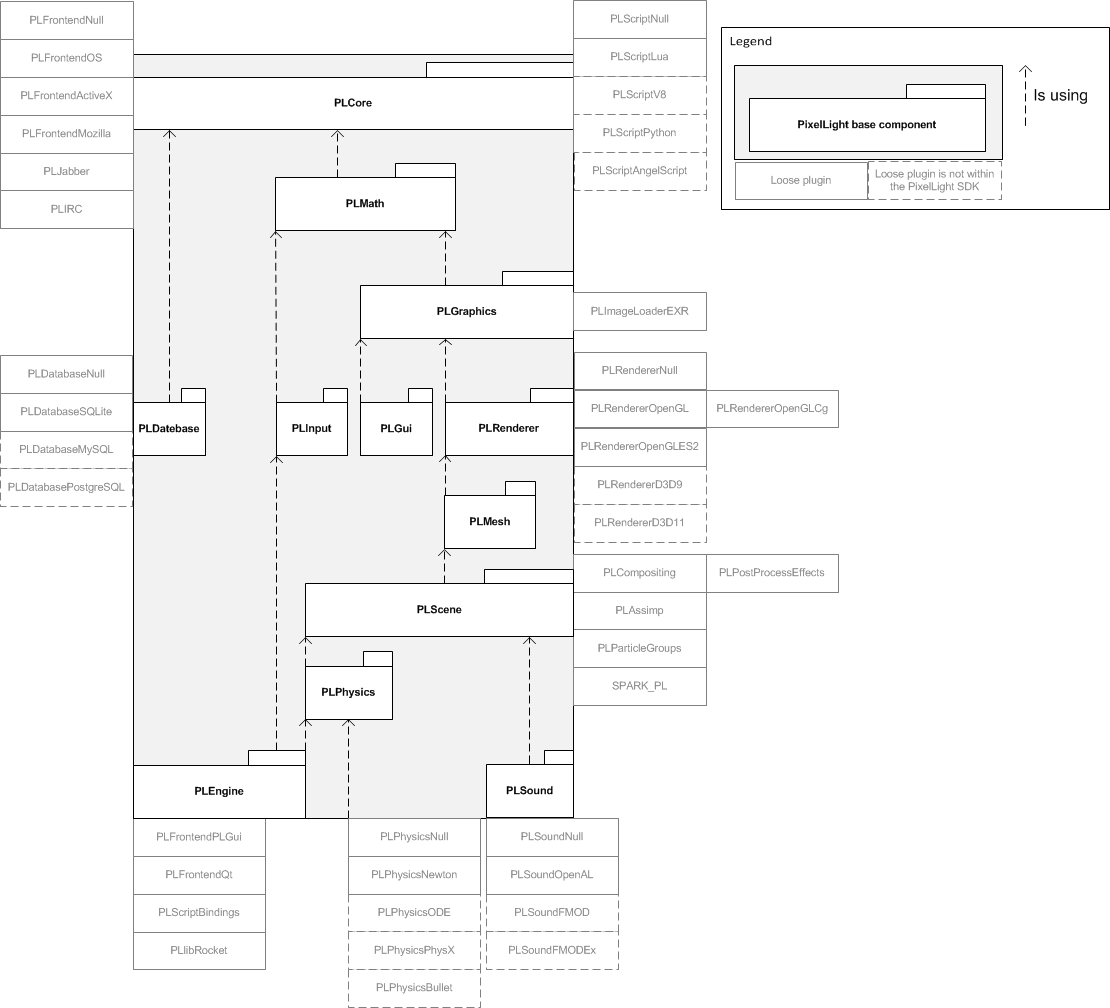 PLFrontendNull
PLFrontendOS
PLFrontendActiveX
PLFrontendMozilla
PLJabber
PLIRC
PLCore
PLScriptNull
PLScriptLua
PLScriptV8
PLScriptPython
PLScriptAngelScript
Legend
PixelLight base component
Is using
Loose plugin
Loose plugin is not within
the PixelLight SDK
PLMath
PLGraphics
PLImageLoaderEXR
PLDatabaseNull
PLDatabaseSQLite
PLDatabaseMySQL
PLDatabasePostgreSQL
PLDatebase
PLInput
PLGui
PLRenderer
PLRendererNull
PLRendererOpenGL
PLRendererOpenGLCg
PLRendererOpenGLES2
PLRendererD3D9
PLRendererD3D11
PLMesh
PLScene
PLCompositing
PLPostProcessEffects
PLAssimp
PLParticleGroups
SPARK_PL
PLPhysics
PLEngine
PLSound
PLFrontendPLGui
PLFrontendQt
PLScriptBindings
PLlibRocket
PLPhysicsNull
PLPhysicsNewton
PLPhysicsODE
PLPhysicsPhysX
PLPhysicsBullet
PLSoundNull
PLSoundOpenAL
PLSoundFMOD
PLSoundFMODEx